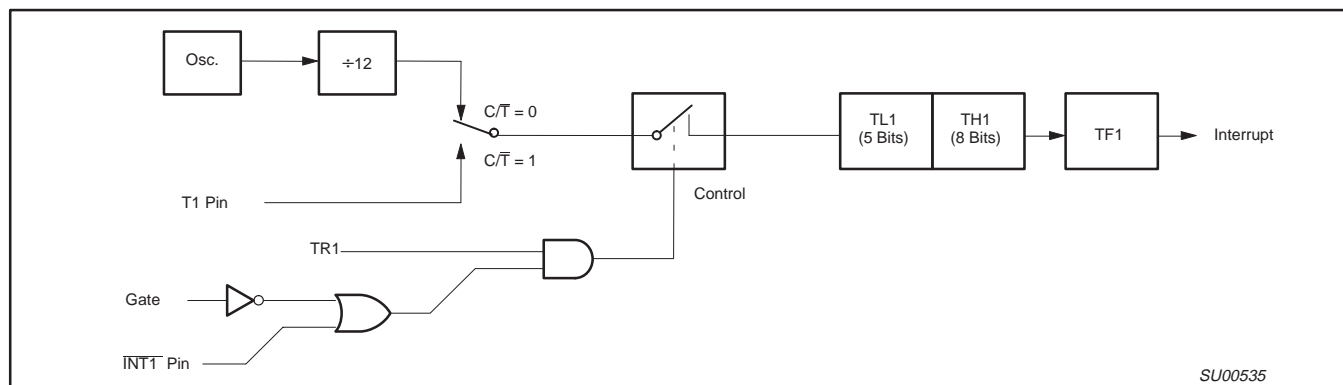 Osc.
÷12
C/T̅ = 0
C/T̅ = 1
T1 Pin
TR1
Gate
I̅N̅T̅1̅ Pin
Control
TL1
(5 Bits)
TH1
(8 Bits)
TF1
Interrupt
SU00535